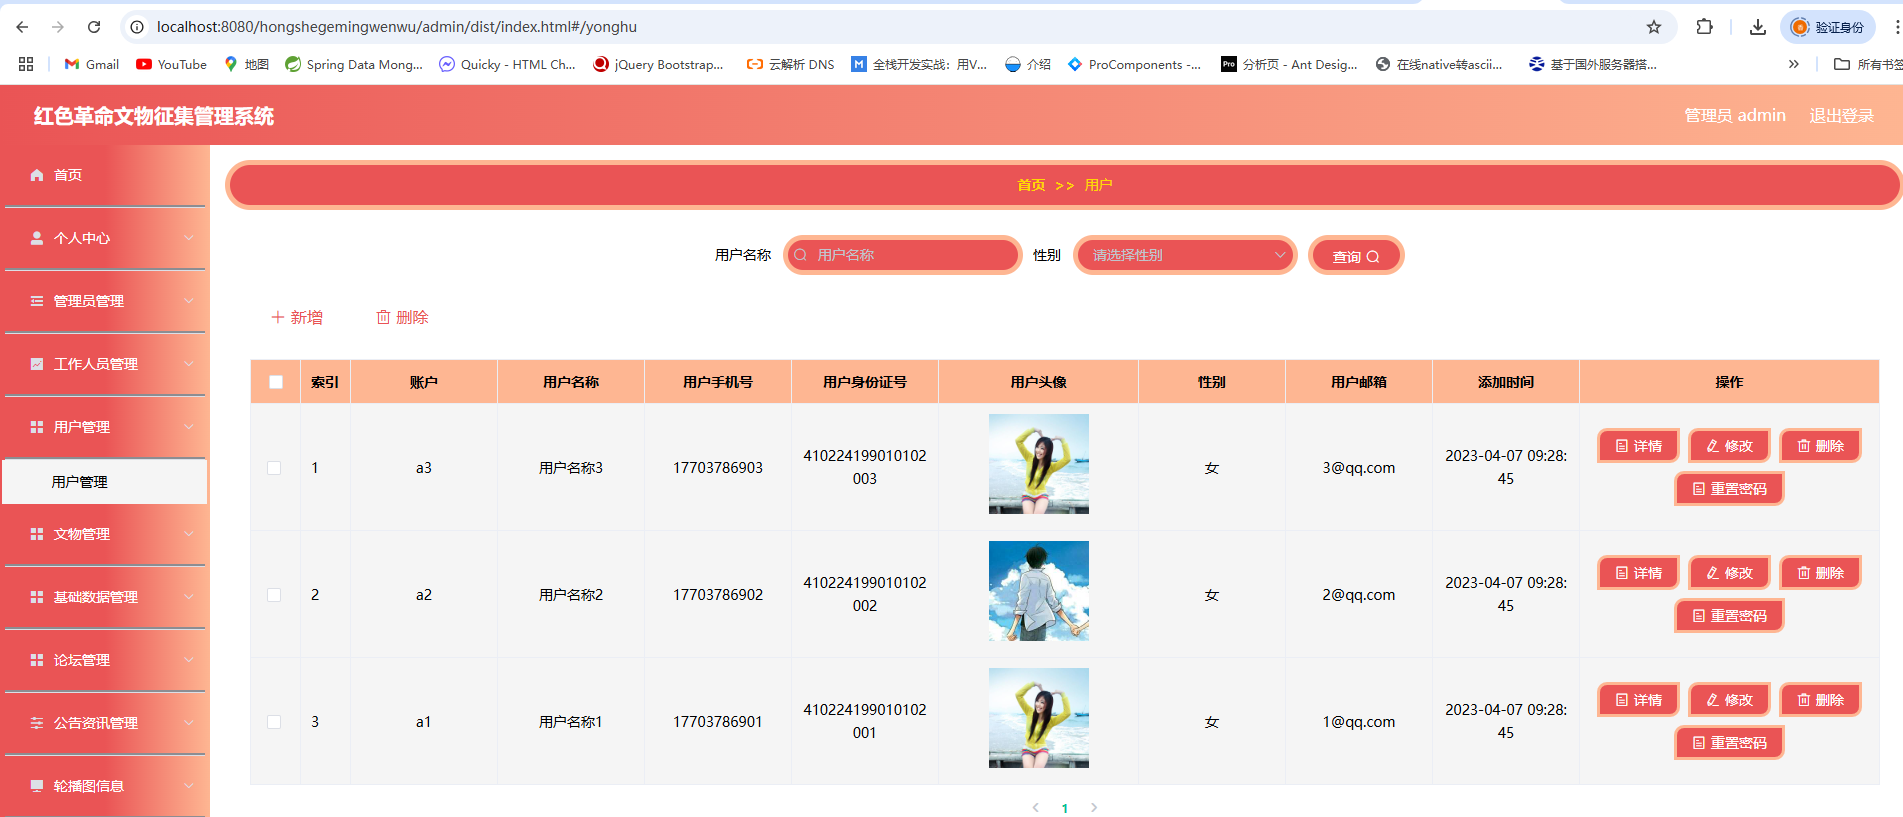 localhost:8080/hongshegemingwenwu/admin/dist/index.html#/yonghu
验证身份
Gmail
YouTube
地图
Spring Data Mong...
Quicky - HTML Ch...
jQuery Bootstrap...
云解析 DNS
全栈开发实战：用V...
介绍
ProComponents -...
Pro
分析页 - Ant Desig...
在线native转ascii...
基于国外服务器搭...
»
所有书签
红色革命文物征集管理系统
管理员 admin
退出登录
首页
个人中心
管理员管理
工作人员管理
用户管理
用户管理
文物管理
基础数据管理
论坛管理
公告资讯管理
轮播图信息
首页 >> 用户
用户名称 用户名称 性别 请选择性别 查询
新增 删除
索引 账户 用户名称 用户手机号 用户身份证号 用户头像 性别 用户邮箱 添加时间 操作
1 a3 用户名称3 17703786903 410224199010102 女 3@qq.com 2023-04-07 09:28: 详情 修改 删除
003 45 重置密码
2 a2 用户名称2 17703786902 410224199010102 女 2@qq.com 2023-04-07 09:28: 详情 修改 删除
002 45 重置密码
3 a1 用户名称1 17703786901 410224199010102 女 1@qq.com 2023-04-07 09:28: 详情 修改 删除
001 45 重置密码
1